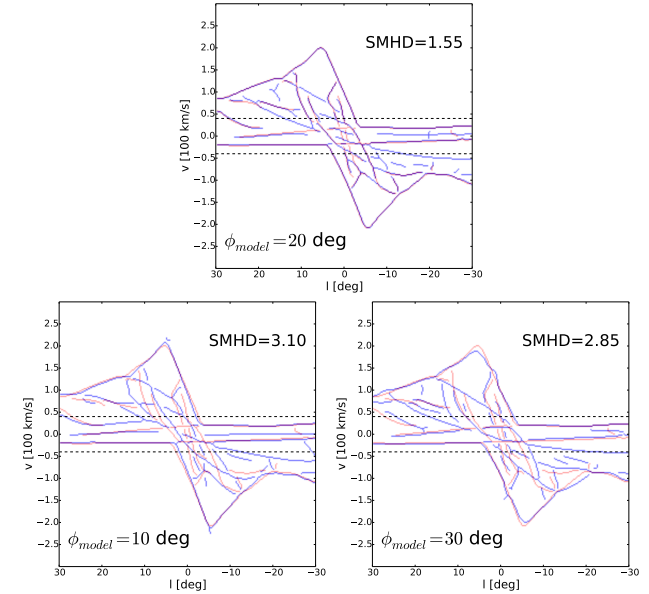 2.5
2.0
1.5
1.0
0.5
0.0
−0.5
−1.0
−1.5
−2.0
−2.5
v [100 km/s]
SMHD=1.55
ϕmodel=20 deg
30 20 10 0 −10 −20 −30
l [deg]
2.5
2.0
1.5
1.0
0.5
0.0
−0.5
−1.0
−1.5
−2.0
−2.5
v [100 km/s]
SMHD=3.10
ϕmodel=10 deg
30 20 10 0 −10 −20 −30
l [deg]
2.5
2.0
1.5
1.0
0.5
0.0
−0.5
−1.0
−1.5
−2.0
−2.5
v [100 km/s]
SMHD=2.85
ϕmodel=30 deg
30 20 10 0 −10 −20 −30
l [deg]